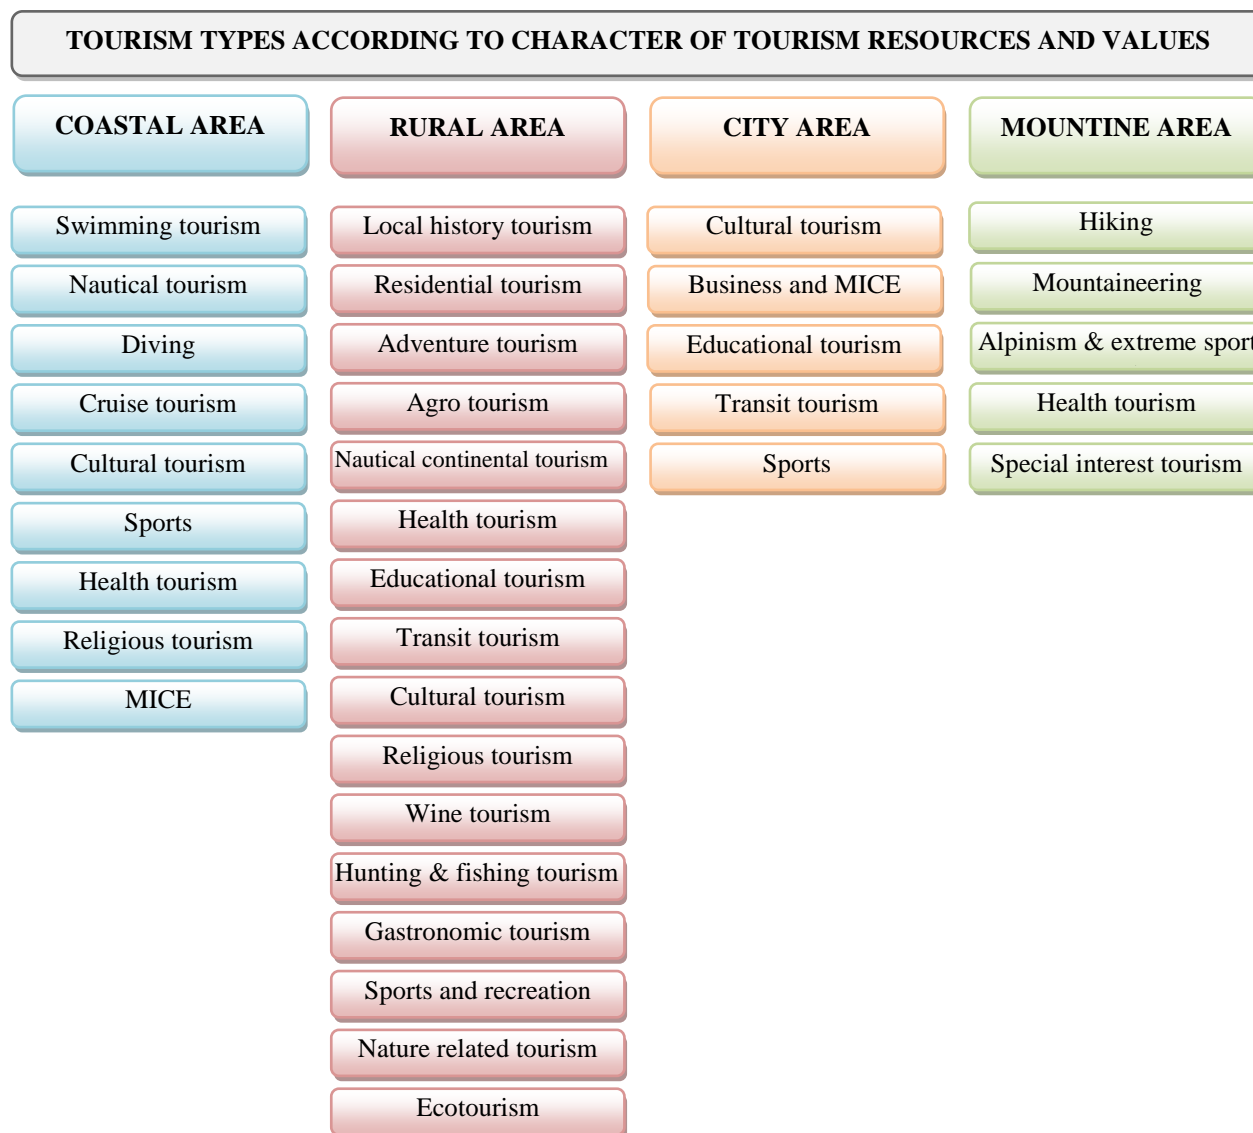 TOURISM TYPES ACCORDING TO CHARACTER OF TOURISM RESOURCES AND VALUES
COASTAL AREA
Swimming tourism
Nautical tourism
Diving
Cruise tourism
Cultural tourism
Sports
Health tourism
Religious tourism
MICE
RURAL AREA
Local history tourism
Residential tourism
Adventure tourism
Agro tourism
Nautical continental tourism
Health tourism
Educational tourism
Transit tourism
Cultural tourism
Religious tourism
Wine tourism
Hunting & fishing tourism
Gastronomic tourism
Sports and recreation
Nature related tourism
Ecotourism
CITY AREA
Cultural tourism
Business and MICE
Educational tourism
Transit tourism
Sports
MOUNTINE AREA
Hiking
Mountaineering
Alpinism & extreme sport
Health tourism
Special interest tourism